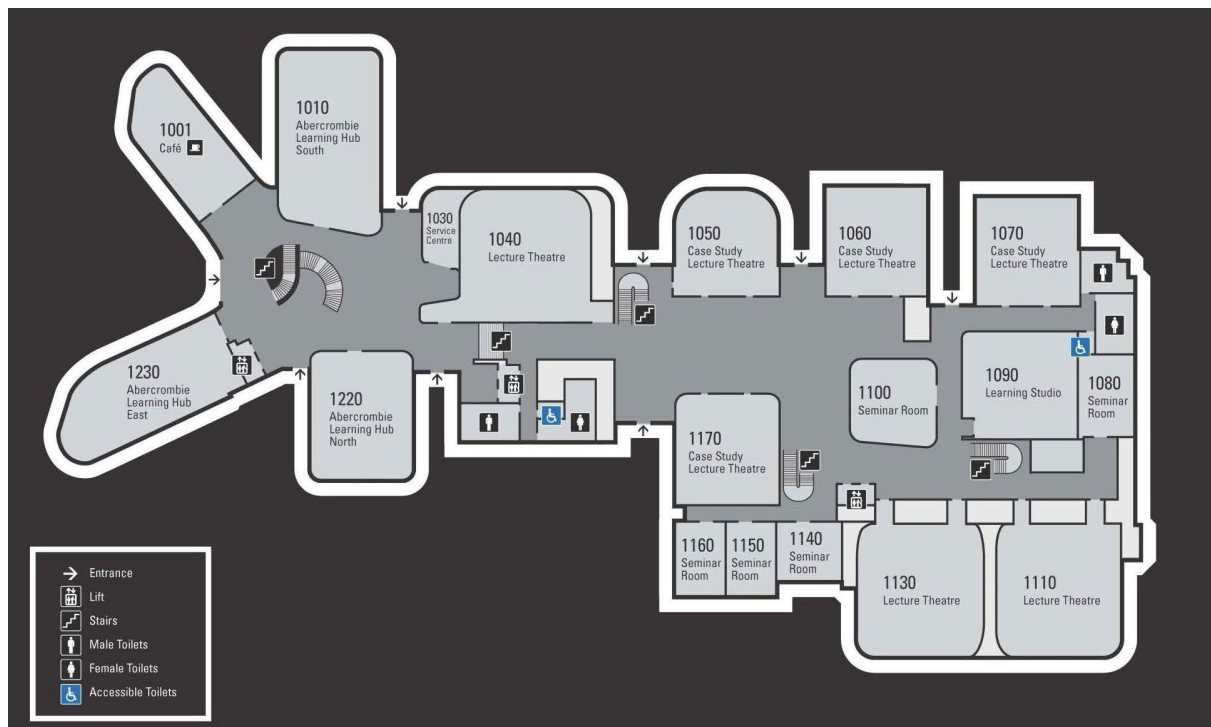 1001
Café
1010
Abercrombie
Learning Hub
South
1030
Service
Centre
1040
Lecture Theatre
1050
Case Study
Lecture Theatre
1060
Case Study
Lecture Theatre
1070
Case Study
Lecture Theatre
1230
Abercrombie
Learning Hub
East
1220
Abercrombie
Learning Hub
North
1100
Seminar Room
1090
Learning Studio
1080
Seminar
Room
1170
Case Study
Lecture Theatre
1160
Seminar
Room
1150
Seminar
Room
1140
Seminar
Room
1130
Lecture Theatre
1110
Lecture Theatre
Entrance
Lift
Stairs
Male Toilets
Female Toilets
Accessible Toilets